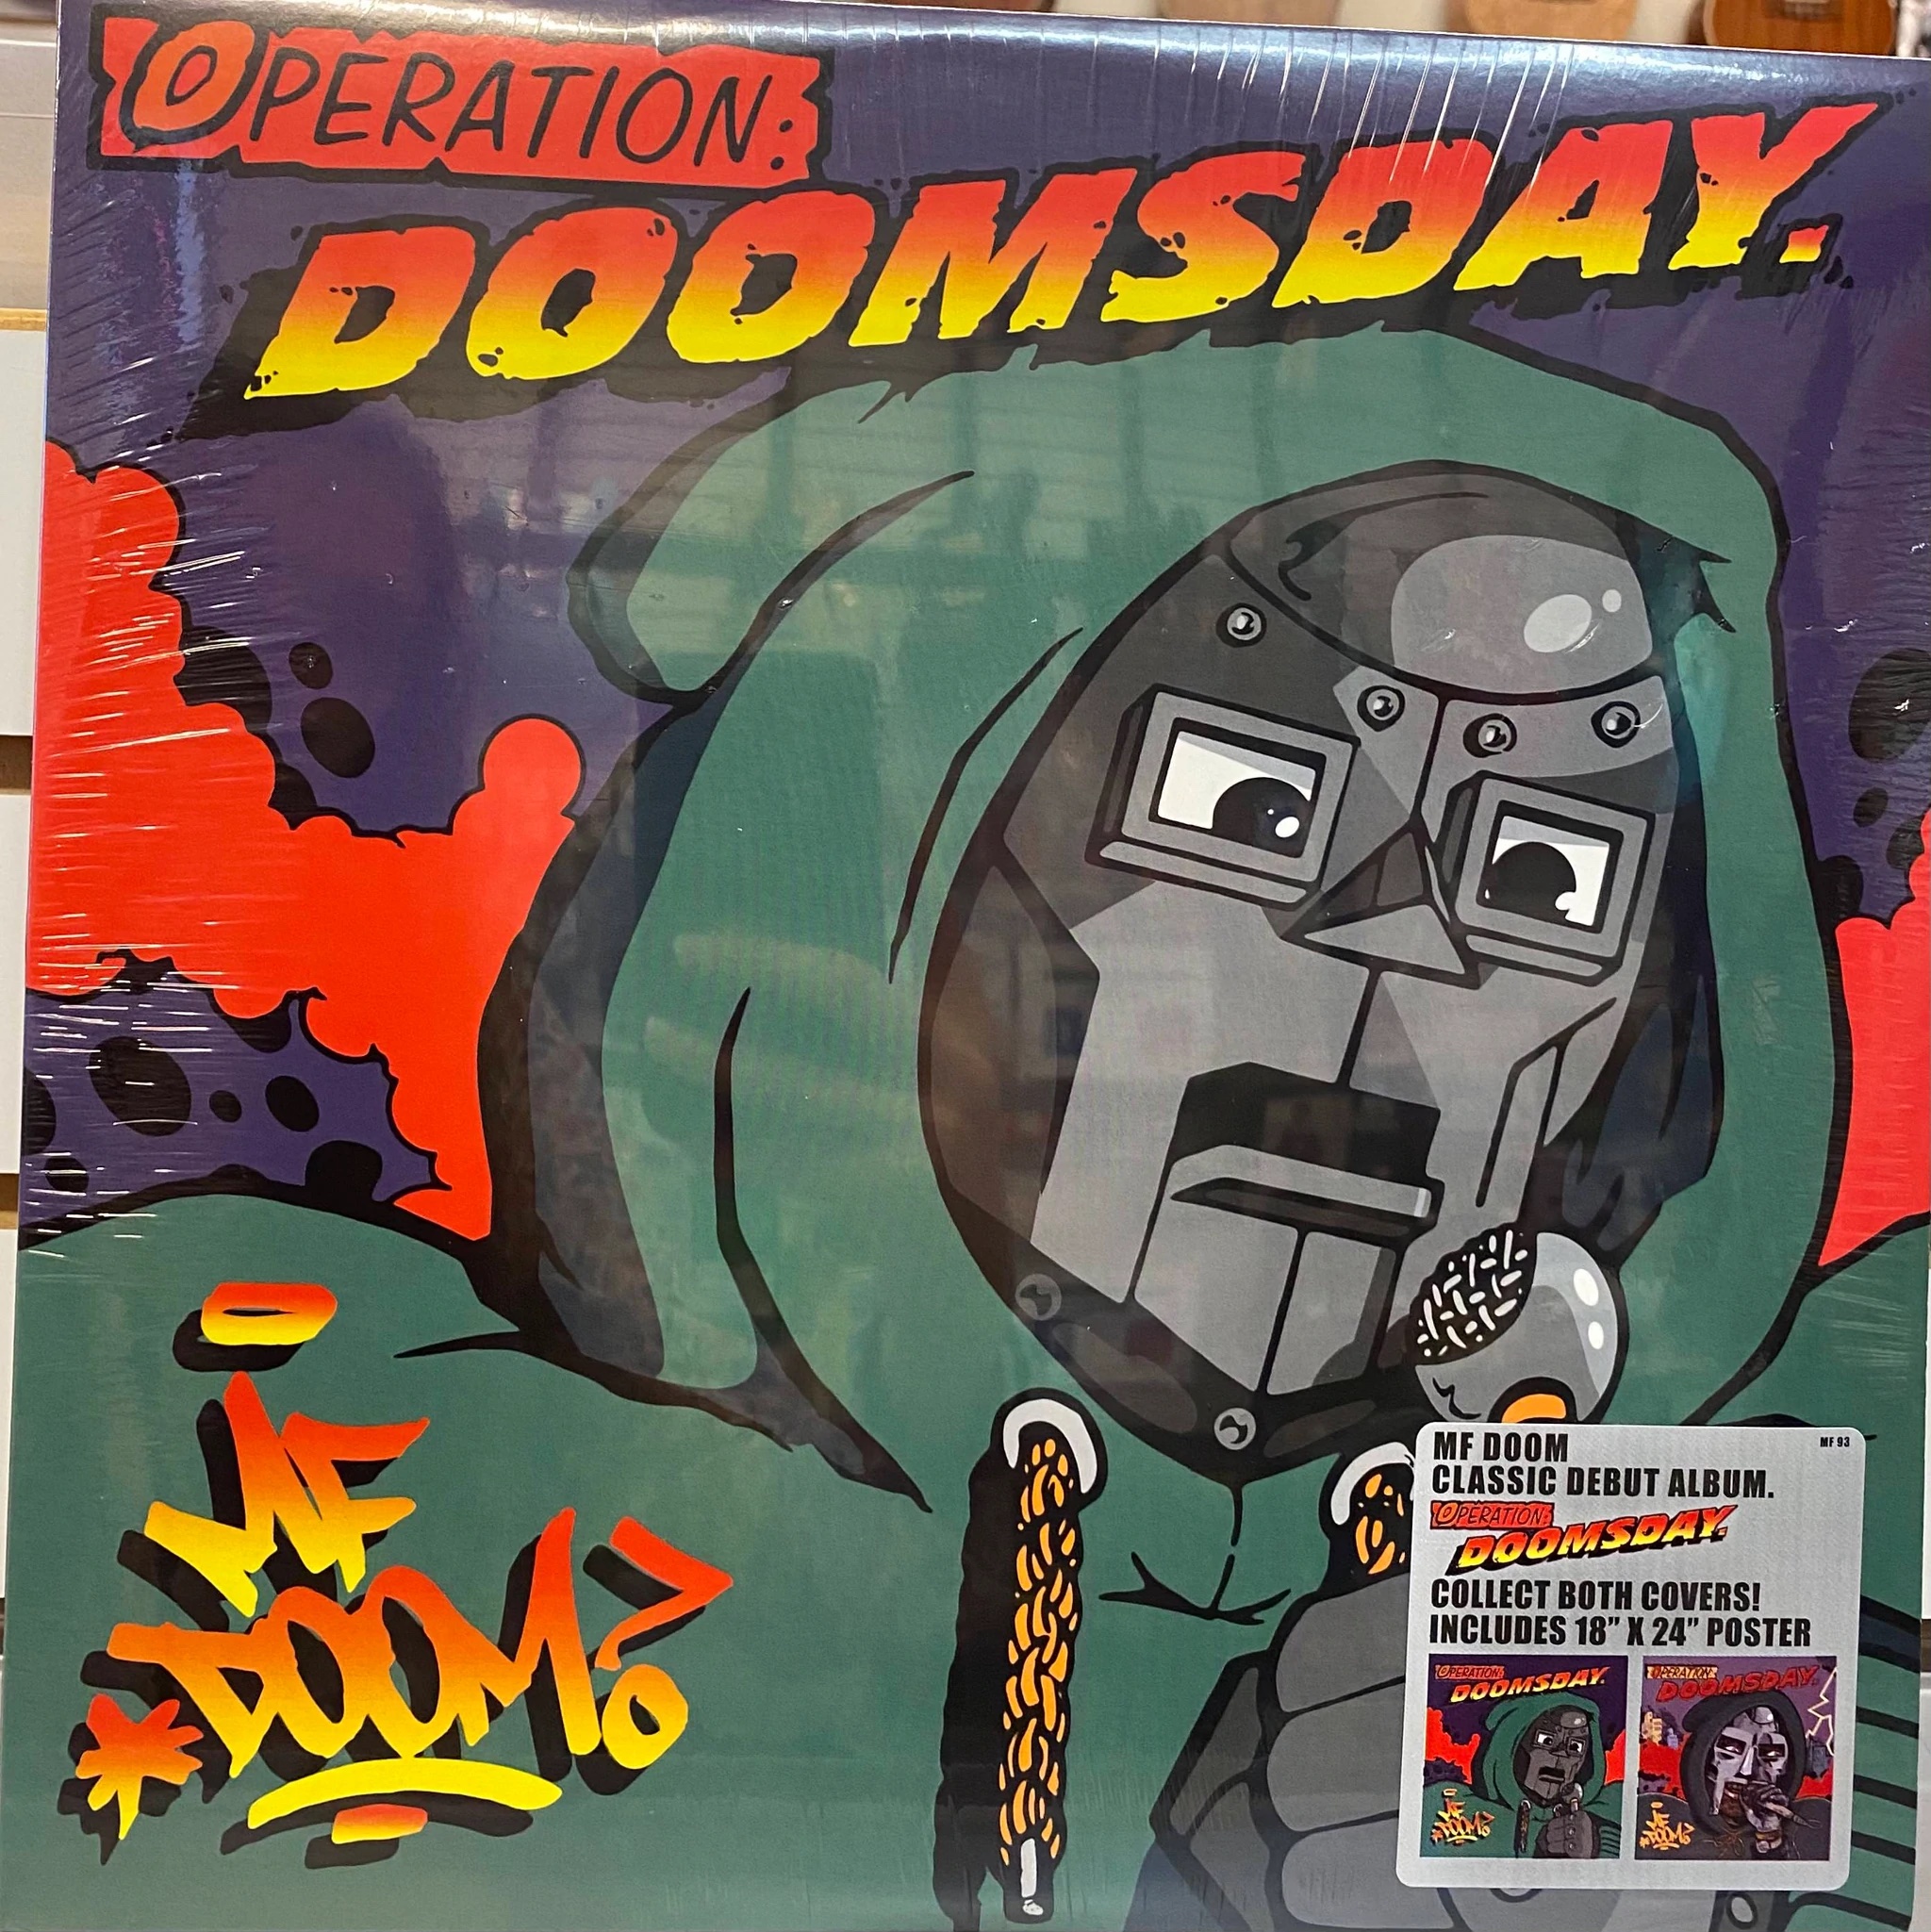 OPERATION:
DOOMSDAY.
MF
DOOM?
MF DOOM
MF 93
CLASSIC DEBUT ALBUM.
OPERATION:
DOOMSDAY.
COLLECT BOTH COVERS!
INCLUDES 18” X 24” POSTER
OPERATION:
DOOMSDAY.
MF
DOOM?
OPERATION:
DOOMSDAY.
MF
DOOM?